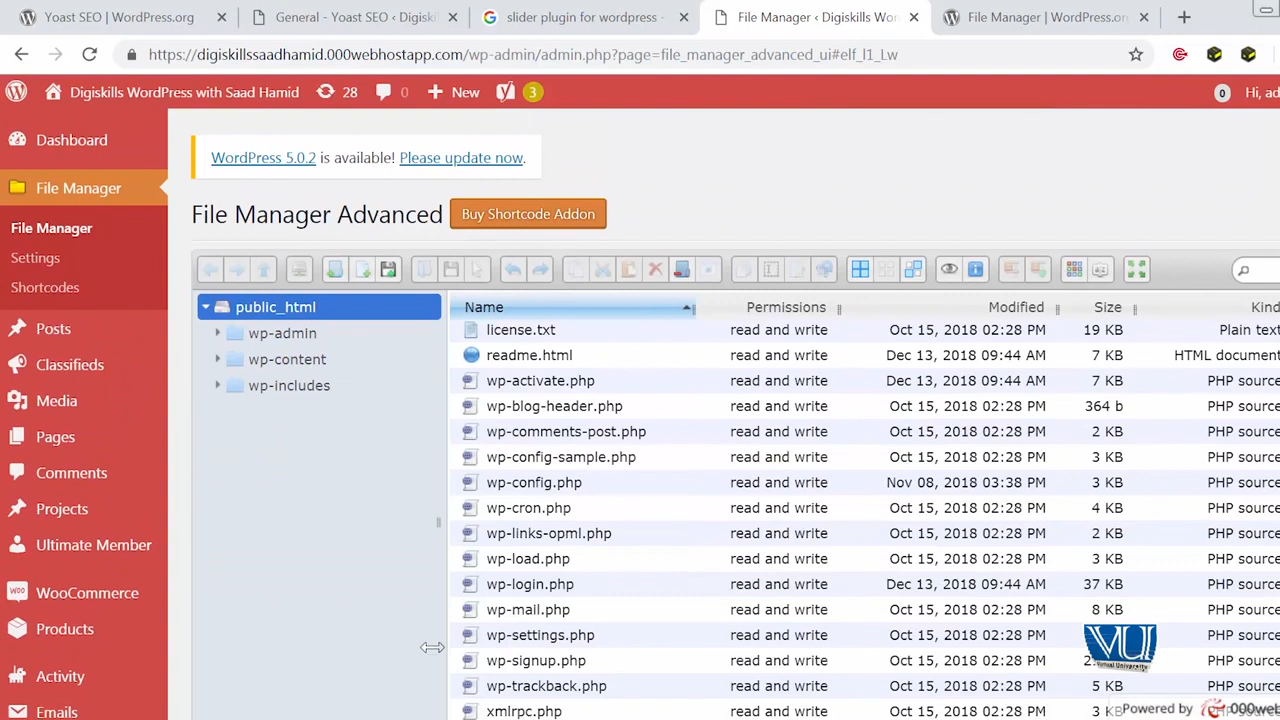 Yoast SEO | WordPress.org
General - Yoast SEO ‹ Digiskil
slider plugin for wordpress -
File Manager ‹ Digiskills Wor
File Manager | WordPress.org
https://digiskillssaadhamid.000webhostapp.com/wp-admin/admin.php?page=file_manager_advanced_ui#elf_l1_Lw
Digiskills WordPress with Saad Hamid 28 0 New 3 0 Hi, ad
Dashboard
File Manager
File Manager
Settings
Shortcodes
Posts
Classifieds
Media
Pages
Comments
Projects
Ultimate Member
WooCommerce
Products
Activity
Emails
WordPress 5.0.2 is available! Please update now.
File Manager Advanced Buy Shortcode Addon
public_html
wp-admin
wp-content
wp-includes
Name Permissions Modified Size Kind
license.txt read and write Oct 15, 2018 02:28 PM 19 KB Plain text
readme.html read and write Dec 13, 2018 09:44 AM 7 KB HTML document
wp-activate.php read and write Dec 13, 2018 09:44 AM 7 KB PHP source
wp-blog-header.php read and write Oct 15, 2018 02:28 PM 364 b PHP source
wp-comments-post.php read and write Oct 15, 2018 02:28 PM 2 KB PHP source
wp-config-sample.php read and write Oct 15, 2018 02:28 PM 3 KB PHP source
wp-config.php read and write Nov 08, 2018 03:38 PM 3 KB PHP source
wp-cron.php read and write Oct 15, 2018 02:28 PM 4 KB PHP source
wp-links-opml.php read and write Oct 15, 2018 02:28 PM 2 KB PHP source
wp-load.php read and write Oct 15, 2018 02:28 PM 3 KB PHP source
wp-login.php read and write Dec 13, 2018 09:44 AM 37 KB PHP source
wp-mail.php read and write Oct 15, 2018 02:28 PM 8 KB PHP source
wp-settings.php read and write Oct 15, 2018 02:28 PM
wp-signup.php read and write Oct 15, 2018 02:28 PM
wp-trackback.php read and write Oct 15, 2018 02:28 PM 5 KB PHP source
xmlrpc.php read and write Oct 15, 2018 02:28 PM 3 KB
VU
Virtual University
Powered by 000web